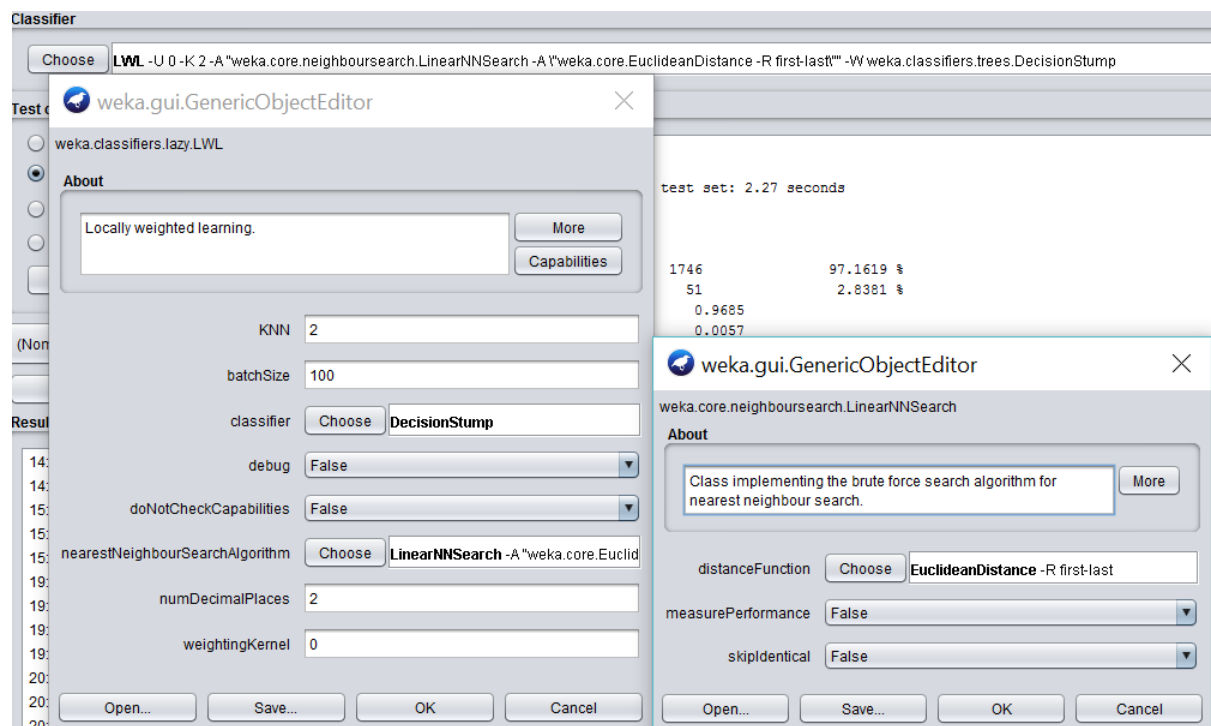 Classifier
Choose LWL -U 0 -K 2 -A "weka.core.neighboursearch.LinearNNSearch -A \"weka.core.EuclideanDistance -R first-last\"" -W weka.classifiers.trees.DecisionStump
Test
weka.gui.GenericObjectEditor
weka.classifiers.lazy.LWL
About
Locally weighted learning.
More
Capabilities
KNN 2
batchSize 100
classifier Choose DecisionStump
debug False
doNotCheckCapabilities False
nearestNeighbourSearchAlgorithm Choose LinearNNSearch -A "weka.core.Euclid
numDecimalPlaces 2
weightingKernel 0
Open... Save... OK Cancel
test set: 2.27 seconds
1746 97.1619 %
51 2.8381 %
0.9685
0.0057
weka.gui.GenericObjectEditor
weka.core.neighboursearch.LinearNNSearch
About
Class implementing the brute force search algorithm for
nearest neighbour search.
More
distanceFunction Choose EuclideanDistance -R first-last
measurePerformance False
skipIdentical False
Open... Save... OK Cancel
(Non
Resul
14:
14:
15:
15:
15:
19:
19:
19:
19:
20:
20:
20: